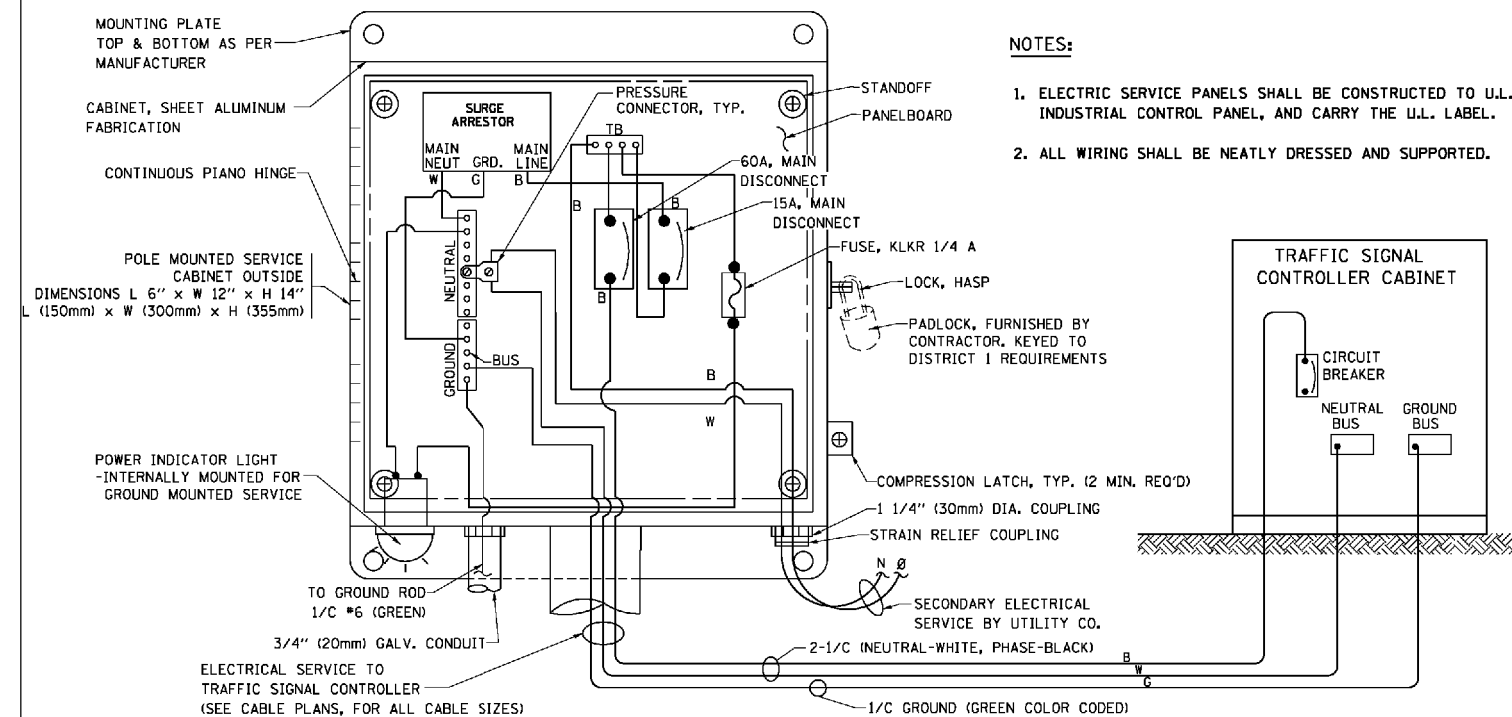 MOUNTING PLATE
TOP & BOTTOM AS PER
MANUFACTURER
CABINET, SHEET ALUMINUM
FABRICATION
CONTINUOUS PIANO HINGE
POLE MOUNTED SERVICE
CABINET OUTSIDE
DIMENSIONS L 6" x W 12" x H 14"
L (150mm) x W (300mm) x H (355mm)
POWER INDICATOR LIGHT
-INTERNALLY MOUNTED FOR
GROUND MOUNTED SERVICE
TO GROUND ROD
1/C #6 (GREEN)
3/4" (20mm) GALV. CONDUIT
ELECTRICAL SERVICE TO
TRAFFIC SIGNAL CONTROLLER
(SEE CABLE PLANS, FOR ALL CABLE SIZES)
SURGE
ARRESTOR
MAIN
NEUT
GRD.
MAIN
LINE
W
G
B
NEUTRAL
GROUND
BUS
PRESSURE
CONNECTOR, TYP.
TB
60A, MAIN
DISCONNECT
15A, MAIN
DISCONNECT
B
B
B
B
W
STANDOFF
PANELBOARD
FUSE, KLKR 1/4 A
LOCK, HASP
PADLOCK, FURNISHED BY
CONTRACTOR. KEYED TO
DISTRICT 1 REQUIREMENTS
COMPRESSION LATCH, TYP. (2 MIN. REQ'D)
1 1/4" (30mm) DIA. COUPLING
STRAIN RELIEF COUPLING
N Ø
SECONDARY ELECTRICAL
SERVICE BY UTILITY CO.
2-1/C (NEUTRAL-WHITE, PHASE-BLACK)
B
W
G
1/C GROUND (GREEN COLOR CODED)
NOTES:
1. ELECTRIC SERVICE PANELS SHALL BE CONSTRUCTED TO U.L.
INDUSTRIAL CONTROL PANEL, AND CARRY THE U.L. LABEL.
2. ALL WIRING SHALL BE NEATLY DRESSED AND SUPPORTED.
TRAFFIC SIGNAL
CONTROLLER CABINET
CIRCUIT
BREAKER
NEUTRAL
BUS
GROUND
BUS